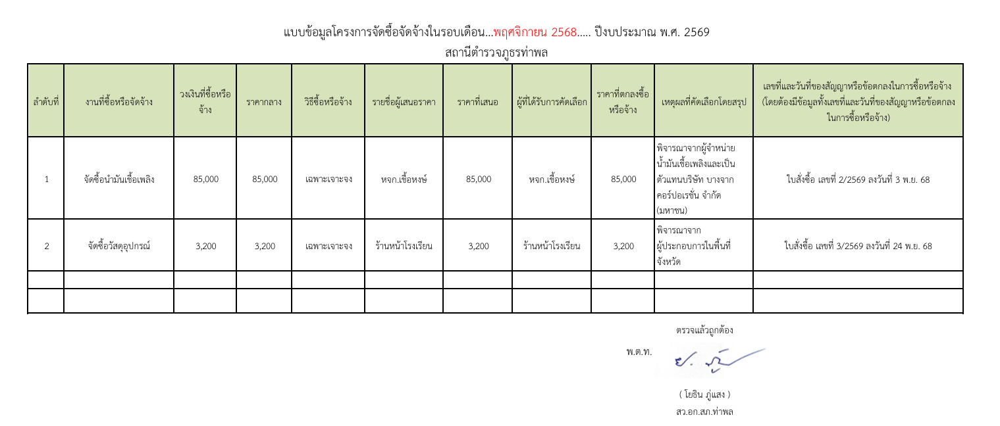 แบบข้อมูลโครงการจัดซื้อจัดจ้างในรอบเดือน...พฤศจิกายน 2568..... ปีงบประมาณ พ.ศ. 2569
สถานีตำรวจภูธรท่าพล
ลำดับที่
งานที่ซื้อหรือจัดจ้าง
วงเงินที่ซื้อหรือ
จ้าง
ราคากลาง
วิธีซื้อหรือจ้าง
รายชื่อผู้เสนอราคา
ราคาที่เสนอ
ผู้ที่ได้รับการคัดเลือก
ราคาที่ตกลงซื้อ
หรือจ้าง
เหตุผลที่คัดเลือกโดยสรุป
เลขที่และวันที่ของสัญญาหรือข้อตกลงในการซื้อหรือจ้าง
(โดยต้องมีข้อมูลทั้งเลขที่และวันที่ของสัญญาหรือข้อตกลง
ในการซื้อหรือจ้าง)
1
จัดซื้อนำมันเชื้อเพลิง
85,000
85,000
เฉพาะเจาะจง
หจก.เชื้อหงษ์
85,000
หจก.เชื้อหงษ์
85,000
พิจารณาจากผู้จำหน่าย
น้ำมันเชื้อเพลิงและเป็น
ตัวแทนบริษัท บางจาก
คอร์ปอเรชั่น จำกัด
(มหาชน)
ใบสั่งซื้อ เลขที่ 2/2569 ลงวันที่ 3 พ.ย. 68
2
จัดซื้อวัสดุอุปกรณ์
3,200
3,200
เฉพาะเจาะจง
ร้านหน้าโรงเรียน
3,200
ร้านหน้าโรงเรียน
3,200
พิจารณาจาก
ผู้ประกอบการในพื้นที่
จังหวัด
ใบสั่งซื้อ เลขที่ 3/2569 ลงวันที่ 24 พ.ย. 68
ตรวจแล้วถูกต้อง
พ.ต.ท.
( โยธิน ภู่แสง )
สว.อก.สภ.ท่าพล